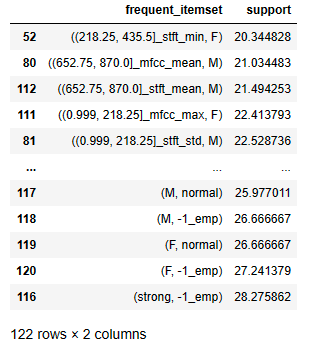 frequent_itemset support
52 ((218.25, 435.5]_stft_min, F) 20.344828
80 ((652.75, 870.0]_mfcc_mean, M) 21.034483
112 ((652.75, 870.0]_stft_mean, M) 21.494253
111 ((0.999, 218.25]_mfcc_max, F) 22.413793
81 ((0.999, 218.25]_stft_std, M) 22.528736
... ... ...
117 (M, normal) 25.977011
118 (M, -1_emp) 26.666667
119 (F, normal) 26.666667
120 (F, -1_emp) 27.241379
116 (strong, -1_emp) 28.275862
122 rows × 2 columns